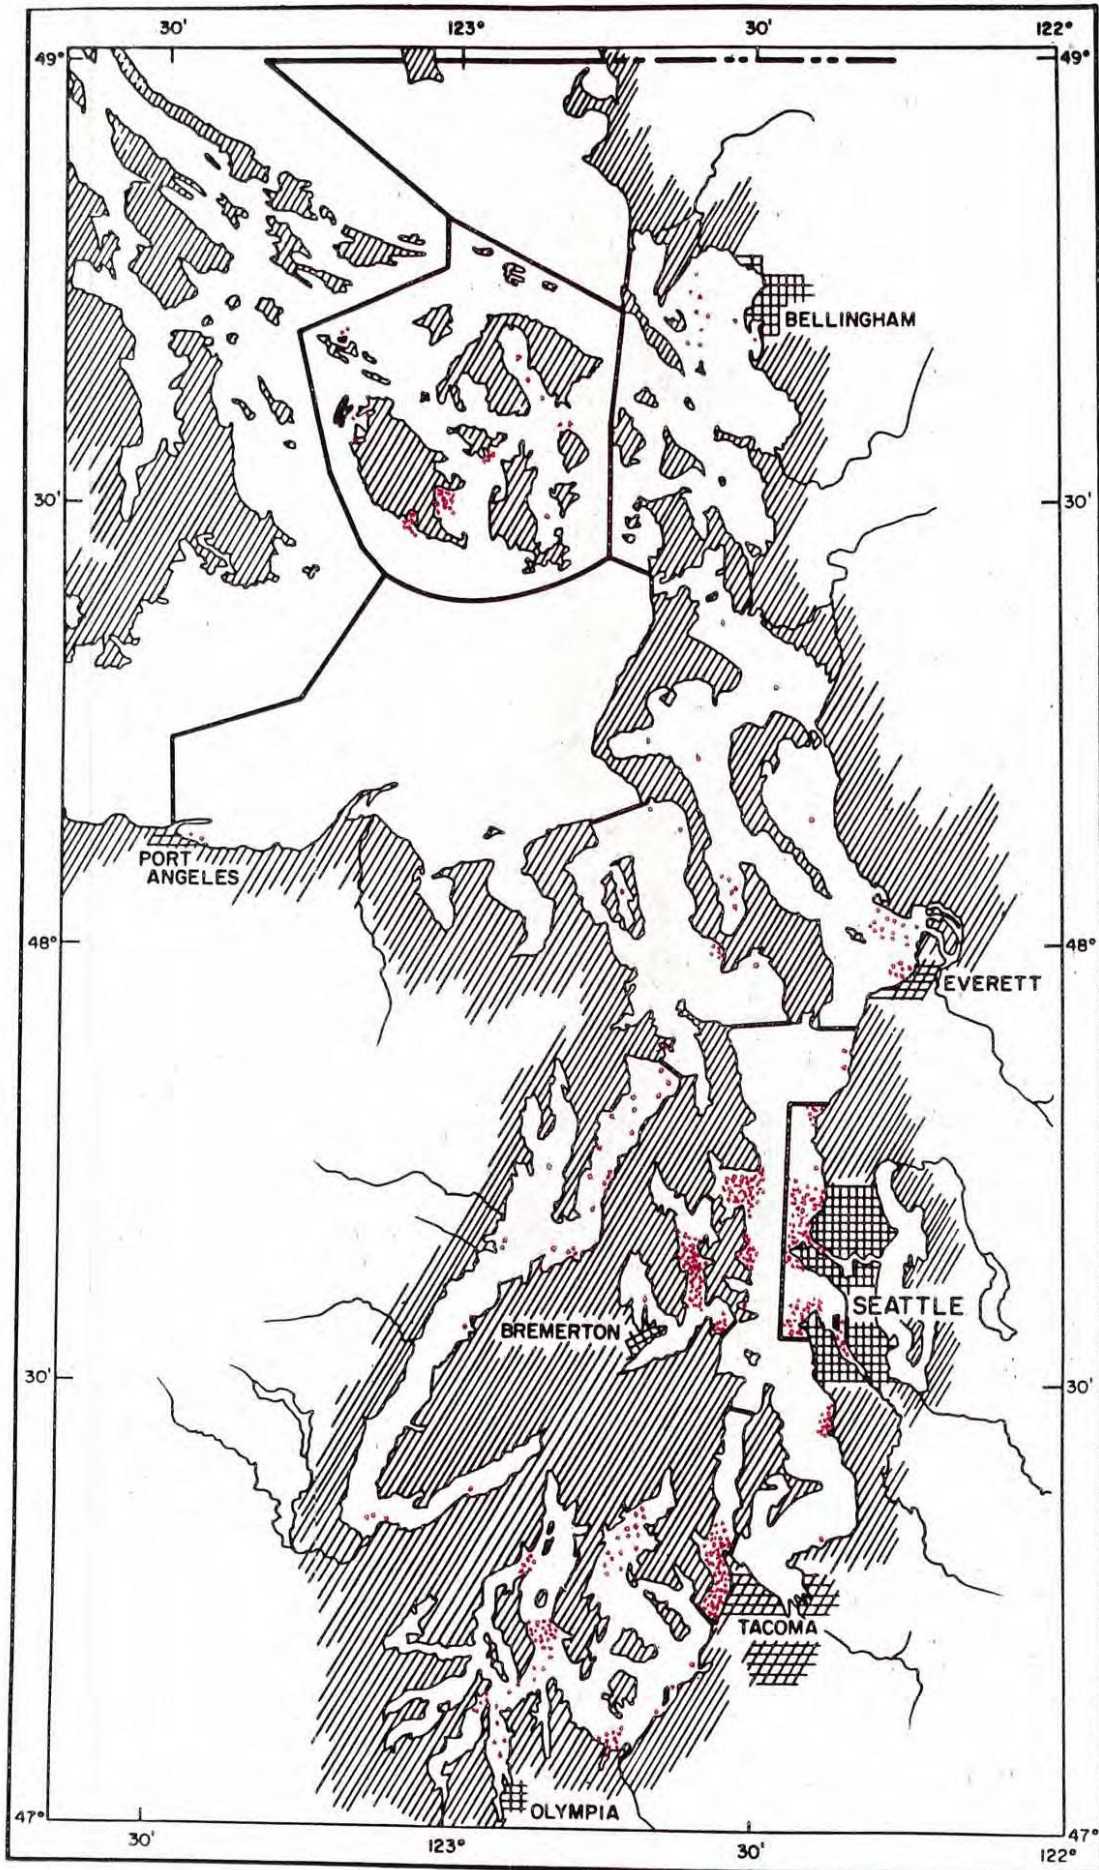 30'
123°
30'
122°
49°
49°
BELLINGHAM
30'
30'
PORT
ANGELES
48°
48°
EVERETT
SEATTLE
BREMERTON
30'
30'
TACOMA
OLYMPIA
47°
47°
30'
123°
30'
122°